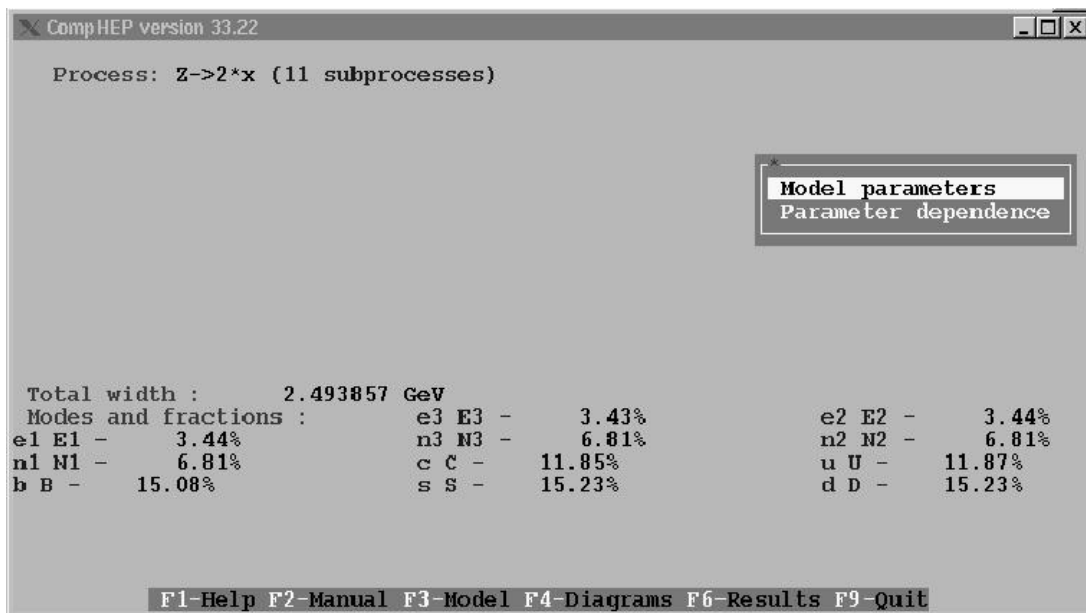 CompHEP version 33.22
Process: Z->2*x (11 subprocesses)
*
Model parameters
Parameter dependence
Total width : 2.493857 GeV
Modes and fractions : e3 E3 - 3.43% e2 E2 - 3.44%
e1 E1 - 3.44% n3 N3 - 6.81% n2 N2 - 6.81%
n1 N1 - 6.81% c C - 11.85% u U - 11.87%
b B - 15.08% s S - 15.23% d D - 15.23%
F1-Help F2-Manual F3-Model F4-Diagrams F6-Results F9-Quit